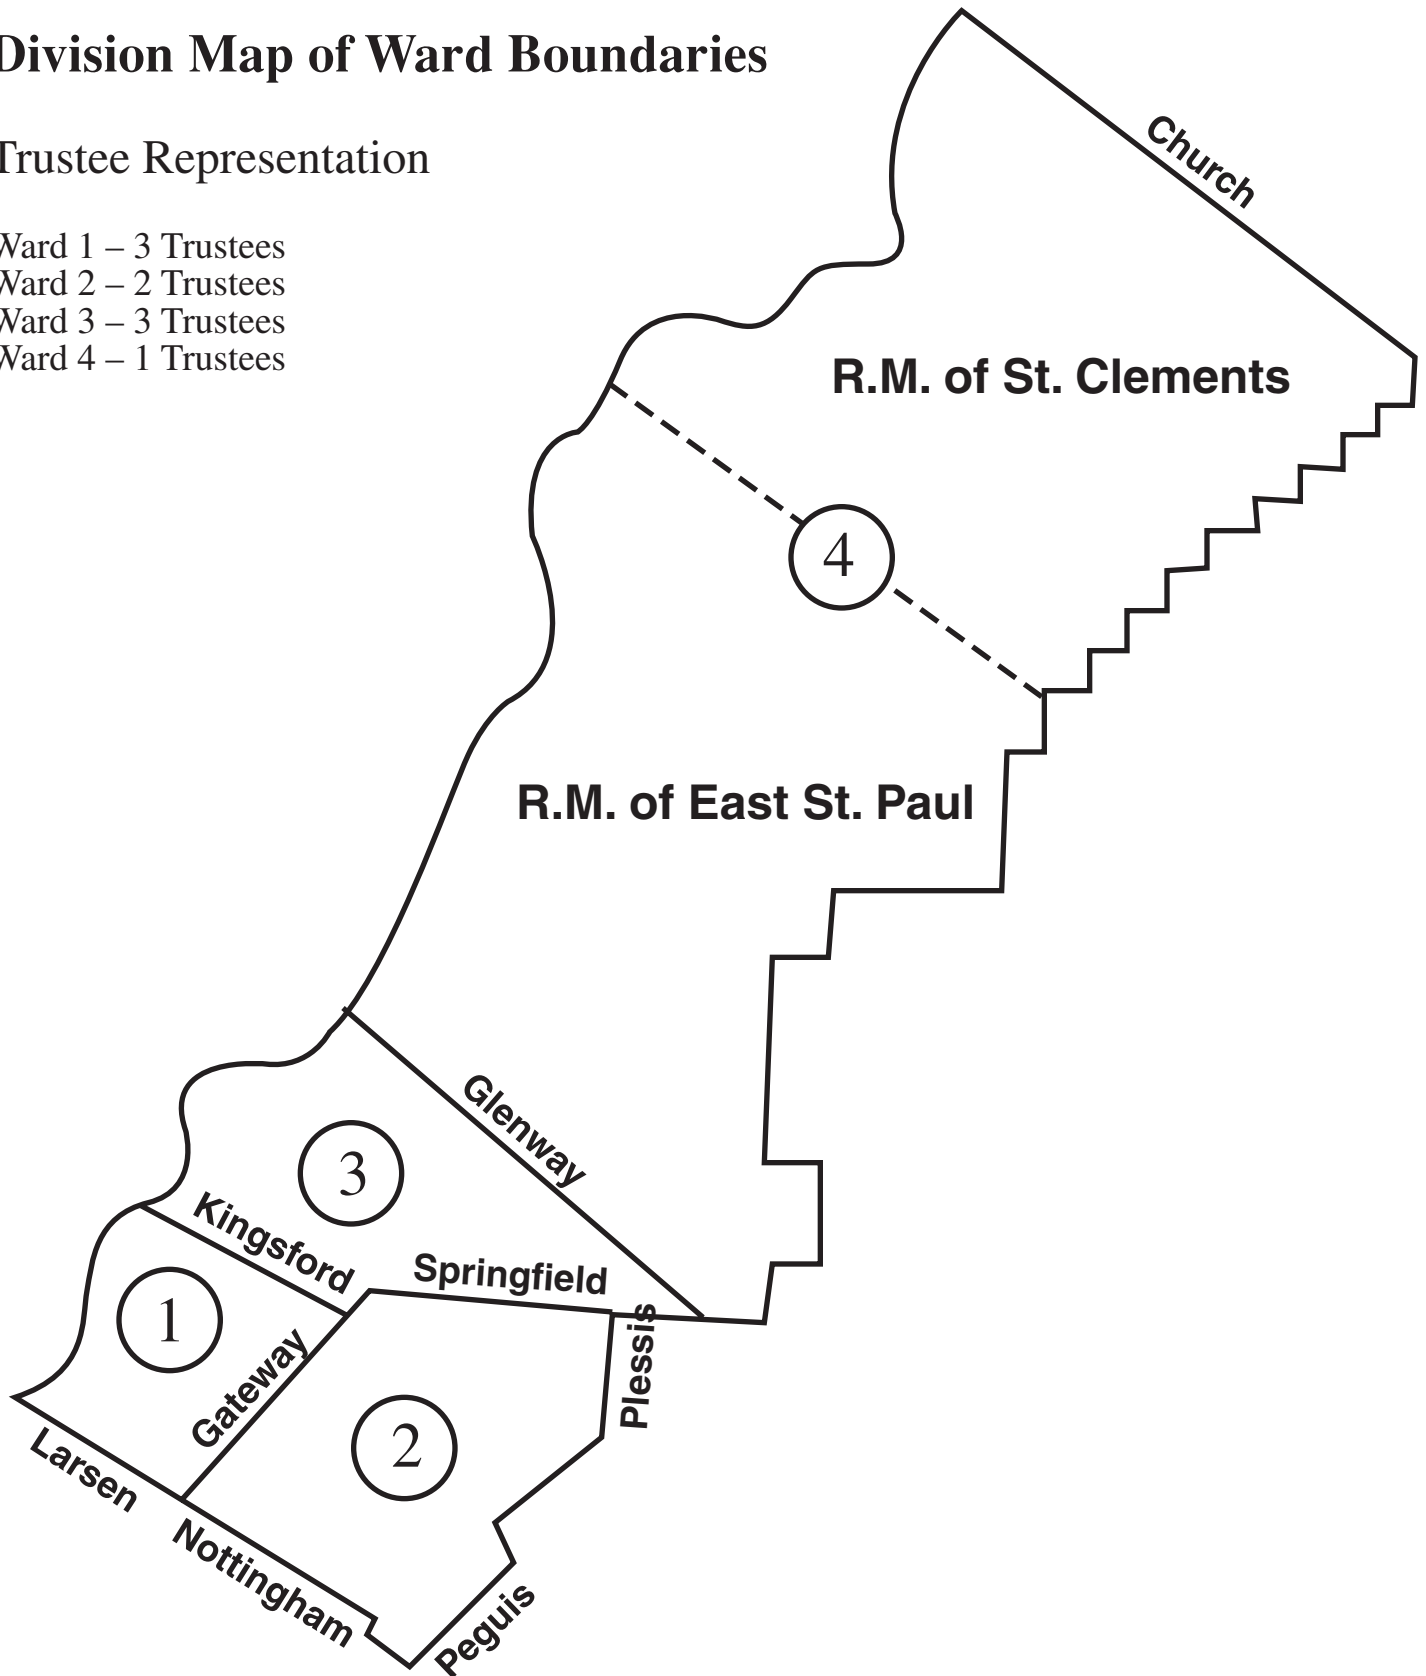 Division Map of Ward Boundaries
Trustee Representation
Ward 1 – 3 Trustees
Ward 2 – 2 Trustees
Ward 3 – 3 Trustees
Ward 4 – 1 Trustees
Church
R.M. of St. Clements
4
R.M. of East St. Paul
Glenway
3
Kingsford
Springfield
1
Plessis
Gateway
2
Larsen
Nottingham
Peguis